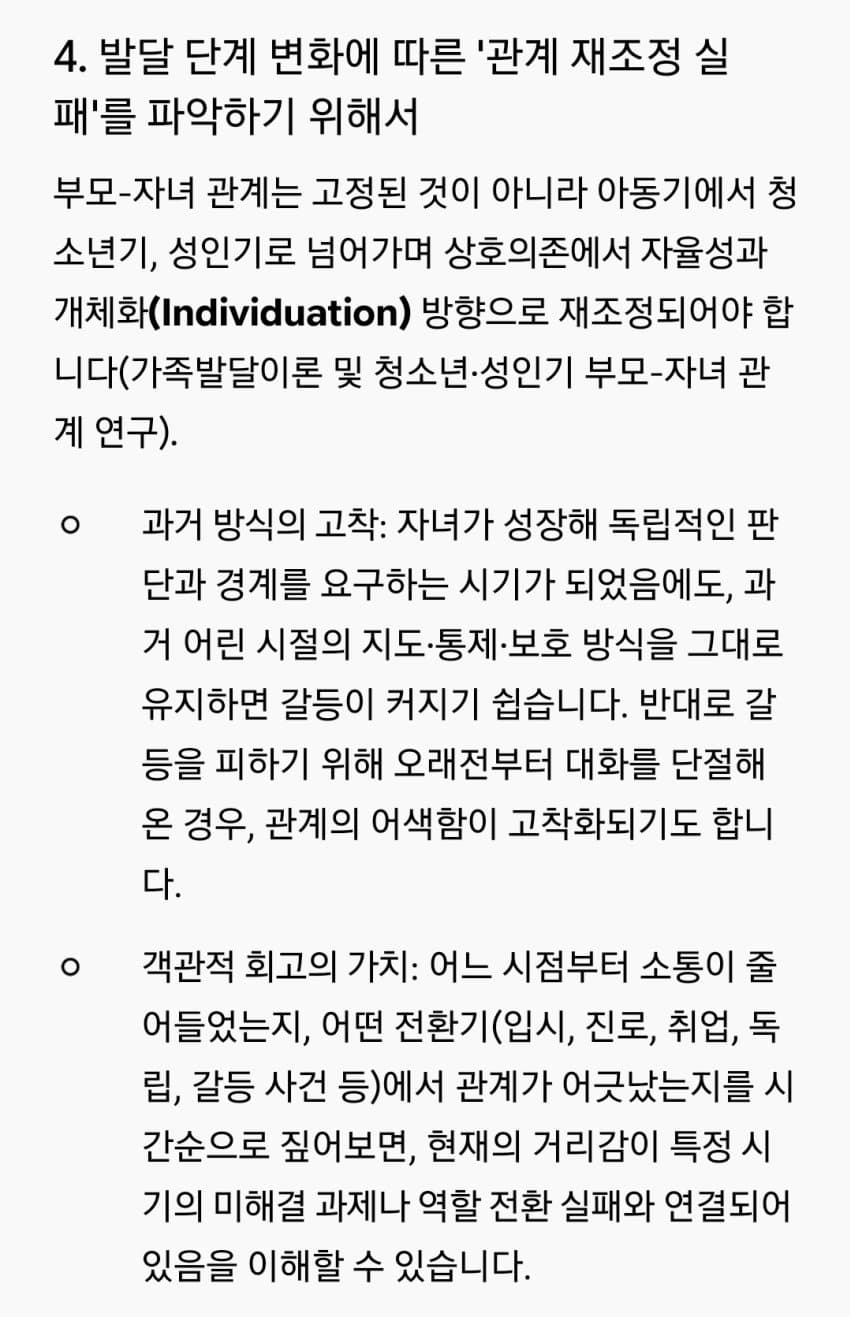 4. 발달 단계 변화에 따른 '관계 재조정 실
패'를 파악하기 위해서
부모-자녀 관계는 고정된 것이 아니라 아동기에서 청
소년기, 성인기로 넘어가며 상호의존에서 자율성과
개체화(Individuation) 방향으로 재조정되어야 합
니다(가족발달이론 및 청소년·성인기 부모-자녀 관
계 연구).
과거 방식의 고착: 자녀가 성장해 독립적인 판
단과 경계를 요구하는 시기가 되었음에도, 과
거 어린 시절의 지도·통제·보호 방식을 그대로
유지하면 갈등이 커지기 쉽습니다. 반대로 갈
등을 피하기 위해 오래전부터 대화를 단절해
온 경우, 관계의 어색함이 고착화되기도 합니
다.
객관적 회고의 가치: 어느 시점부터 소통이 줄
어들었는지, 어떤 전환기(입시, 진로, 취업, 독
립, 갈등 사건 등)에서 관계가 어긋났는지를 시
간순으로 짚어보면, 현재의 거리감이 특정 시
기의 미해결 과제나 역할 전환 실패와 연결되어
있음을 이해할 수 있습니다.